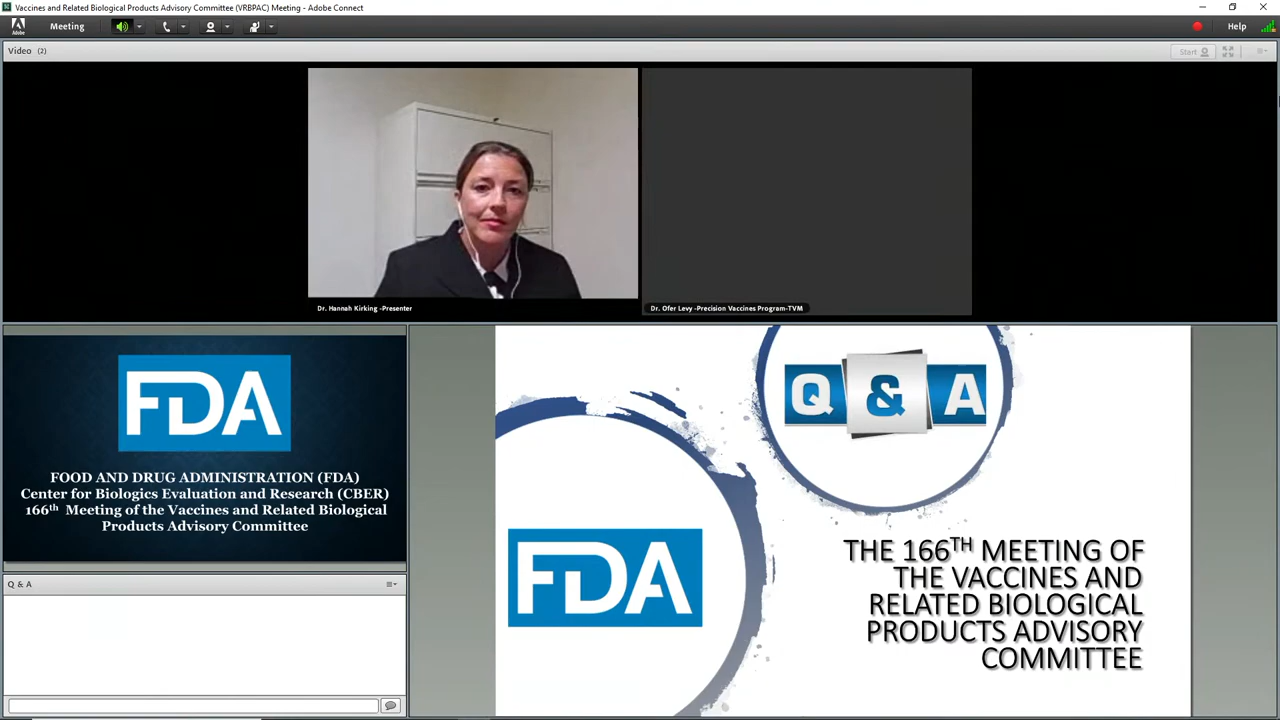 Vaccines and Related Biological Products Advisory Committee (VRBPAC) Meeting - Adobe Connect
Adobe
Meeting
Help
Video (2)
Start
Dr. Hannah Kirking -Presenter
Dr. Ofer Levy -Precision Vaccines Program-TVM
FDA
FOOD AND DRUG ADMINISTRATION (FDA)
Center for Biologics Evaluation and Research (CBER)
166th Meeting of the Vaccines and Related Biological
Products Advisory Committee
Q & A
Q & A
FDA
THE 166TH MEETING OF
THE VACCINES AND
RELATED BIOLOGICAL
PRODUCTS ADVISORY
COMMITTEE